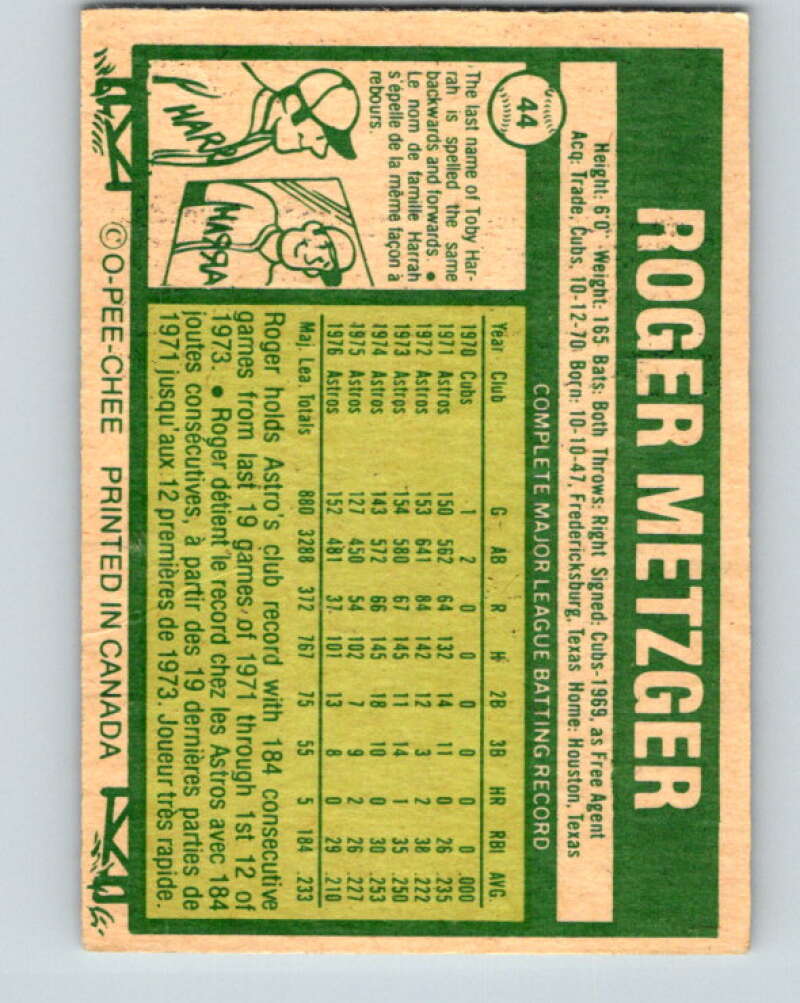 ROGER METZGER
Height: 6'0" Weight: 165 Bats: Both Throws: Right Signed: Cubs-1969, as Free Agent
Acq: Trade, Cubs, 10-12-70 Born: 10-10-47, Fredericksburg, Texas Home: Houston, Texas
44
COMPLETE MAJOR LEAGUE BATTING RECORD
Year Club G AB R H 2B 3B HR RBI AVG
1970 Cubs 1 2 0 0 0 0 0 0 .000
1971 Astros 150 562 64 132 14 11 0 26 .235
1972 Astros 153 641 84 142 12 3 2 38 .222
1973 Astros 154 580 67 145 11 14 1 35 .250
1974 Astros 143 572 66 145 18 10 0 30 .253
1975 Astros 127 450 54 102 7 9 2 26 .227
1976 Astros 152 481 37 101 13 8 0 29 .210
Maj. Lea. Totals 880 3288 372 767 75 55 5 184 .233
Roger holds Astro's club record with 184 consecutive
games from last 19 games of 1971 through 1st 12 of
1973. • Roger détient le record chez les Astros avec 184
joutes consécutives, à partir des 19 dernières parties de
1971 jusqu'aux 12 premières de 1973. Joueur très rapide.
The last name of Toby Har-
rah is spelled the same
backwards and forwards. •
Le nom de famille Harrah
s'épelle de la même façon à
rebours.
HARR
HARRA
© O-PEE-CHEE PRINTED IN CANADA